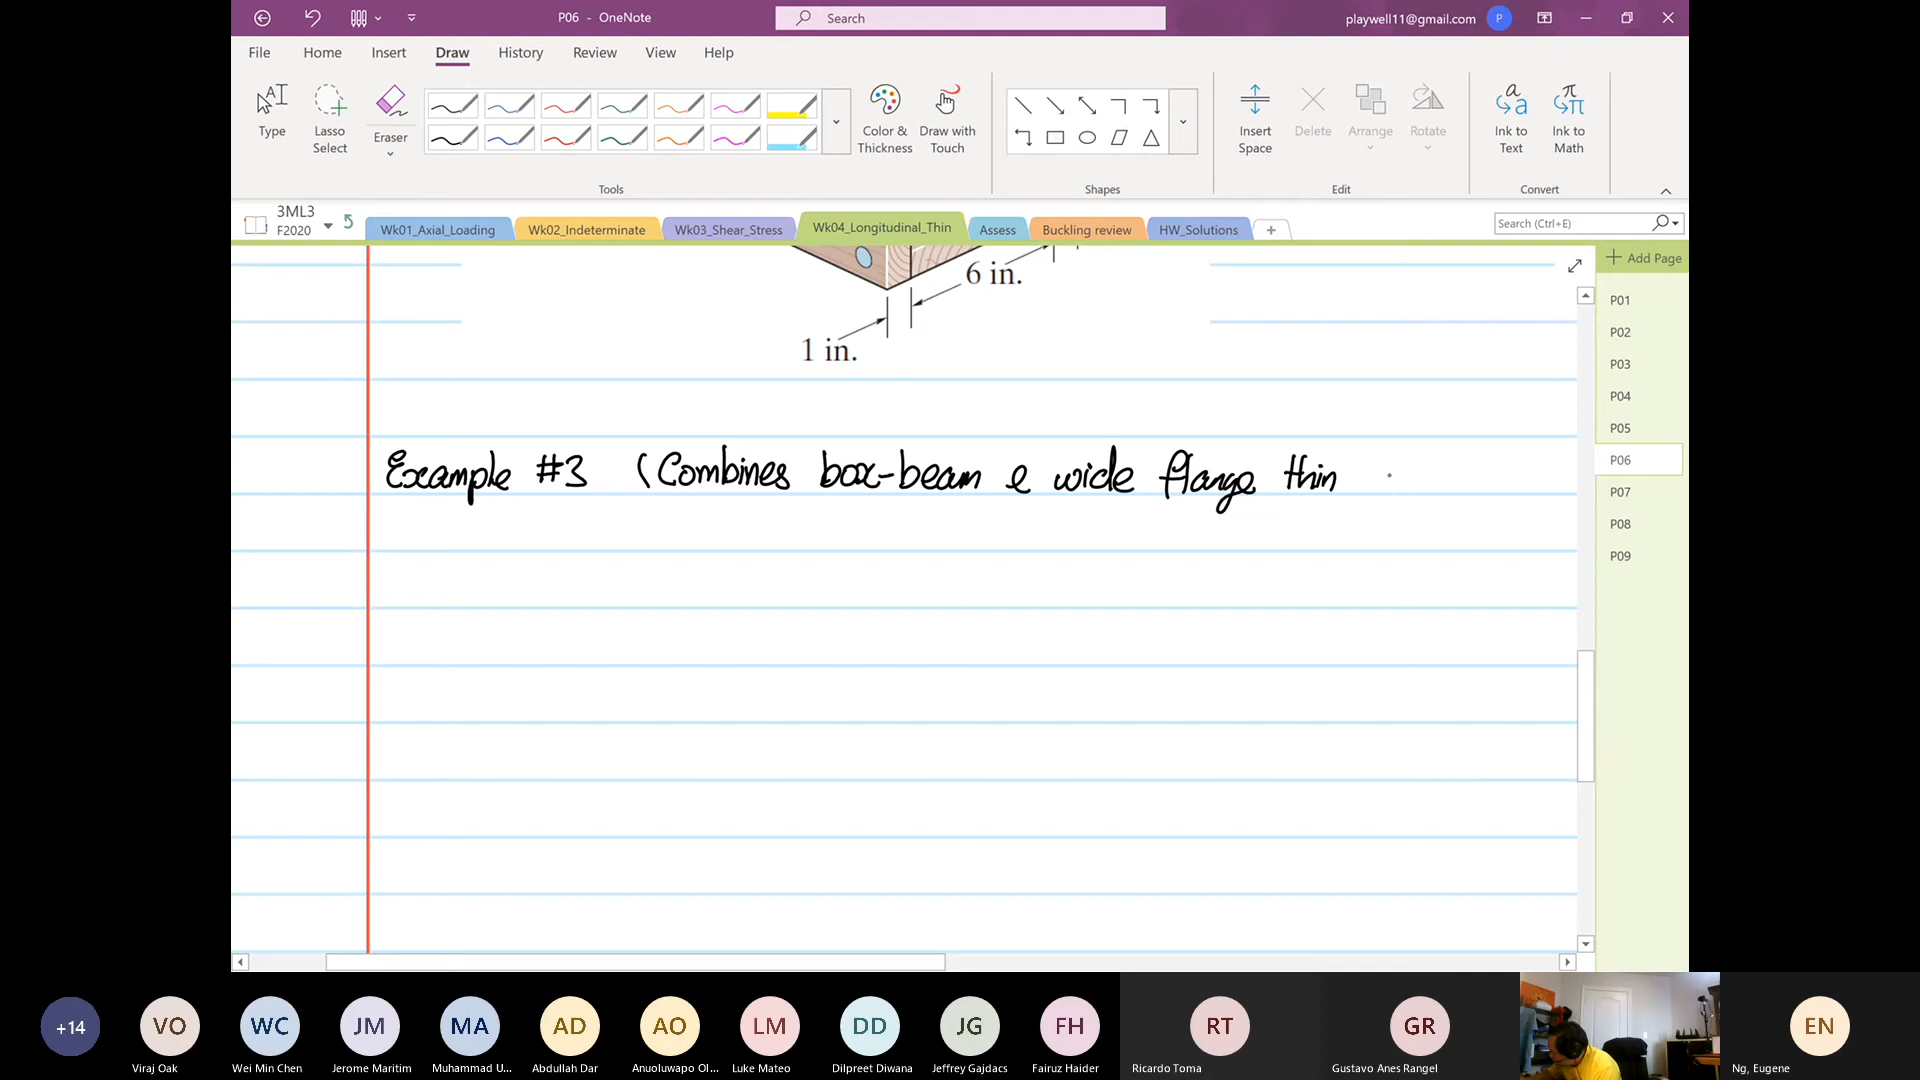 P06 - OneNote
Search
playwell11@gmail.com
P
File Home Insert Draw History Review View Help
Type
Lasso Select
Eraser
Color & Thickness
Draw with Touch
Insert Space
Delete
Arrange
Rotate
Ink to Text
Ink to Math
Tools
Shapes
Edit
Convert
3ML3
F2020
Wk01_Axial_Loading Wk02_Indeterminate Wk03_Shear_Stress Wk04_Longitudinal_Thin Assess Buckling review HW_Solutions
Search (Ctrl+E)
Add Page
P01
P02
P03
P04
P05
P06
P07
P08
P09
6 in.
1 in.
Example #3 (Combines box-beam e wide flange thin
+14 VO WC JM MA AD AO LM DD JG FH RT GR EN
Viraj Oak Wei Min Chen Jerome Maritim Muhammad U... Abdullah Dar Anuoluwapo Ol... Luke Mateo Dilpreet Diwana Jeffrey Gajdacs Fairuz Haider Ricardo Toma Gustavo Anes Rangel Ng, Eugene